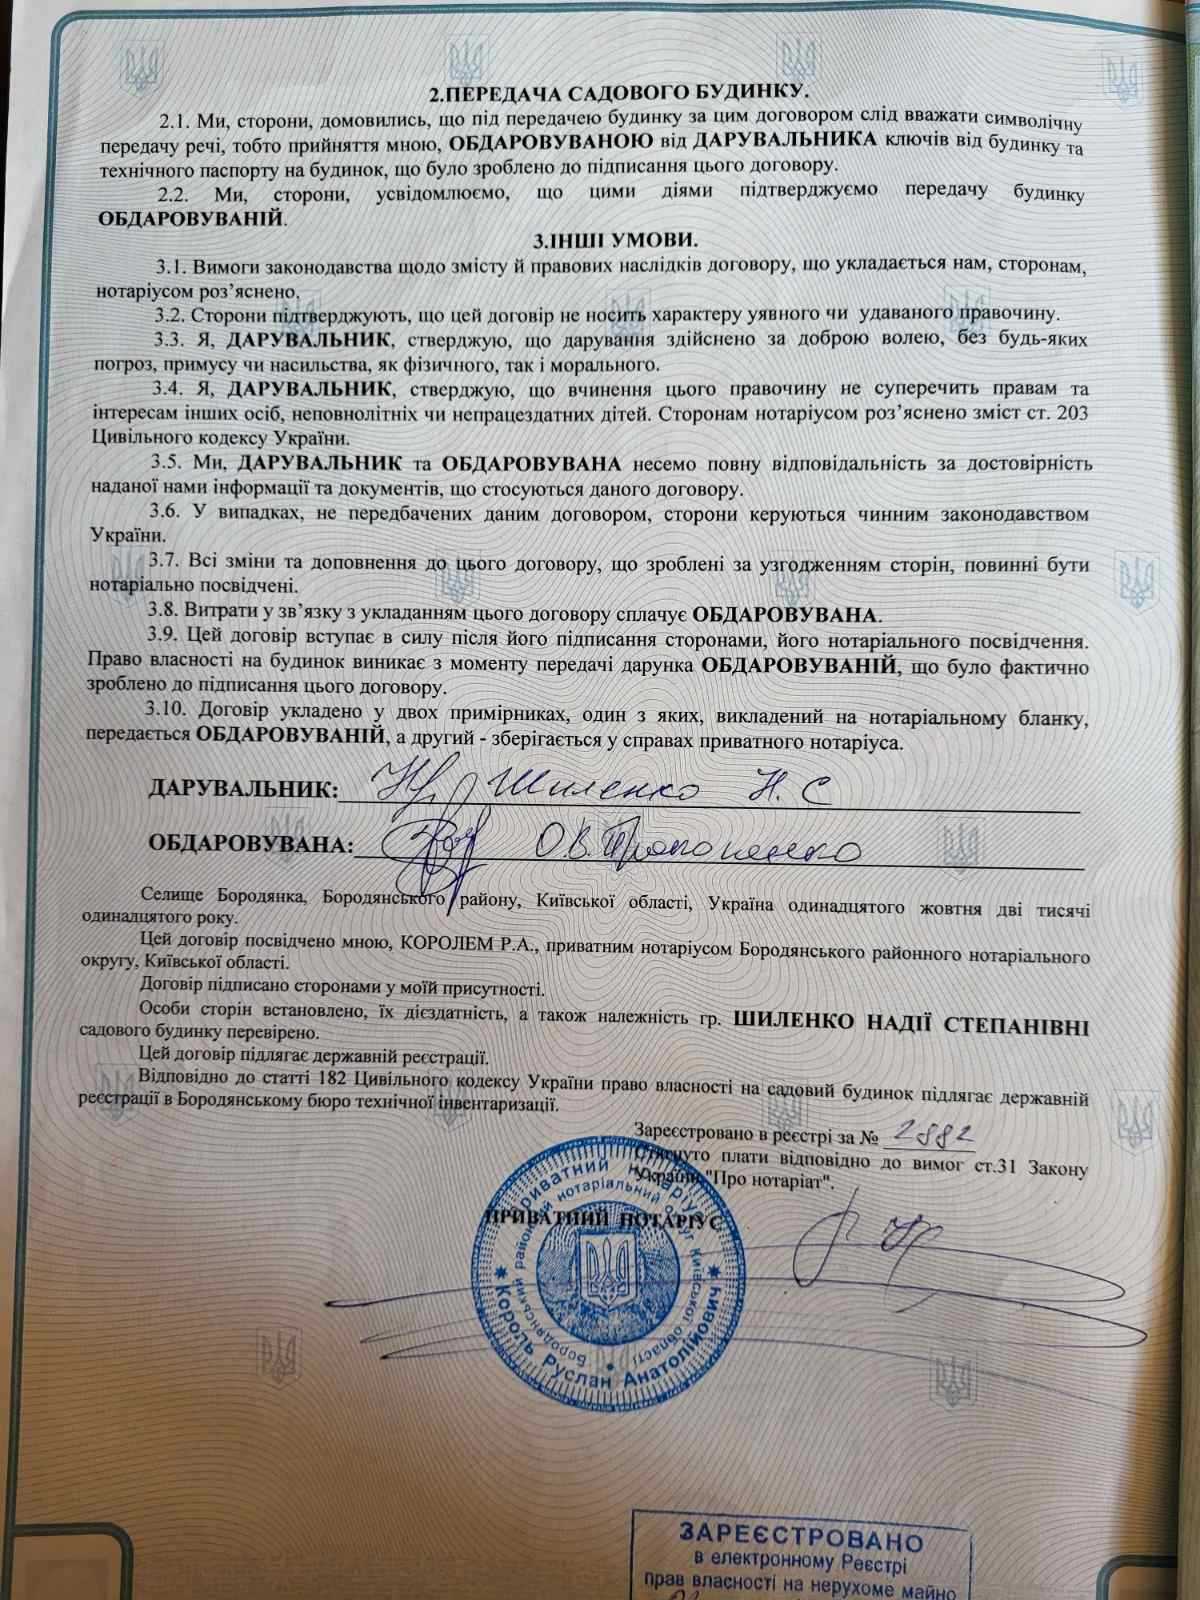 2.ПЕРЕДАЧА САДОВОГО БУДИНКУ.
2.1. Ми, сторони, домовились, що під передачею будинку за цим договором слід вважати символічну
передачу речі, тобто прийняття мною, ОБДАРОВУВАНОЮ від ДАРУВАЛЬНИКА ключів від будинку та
технічного паспорту на будинок, що було зроблено до підписання цього договору.
2.2. Ми, сторони, усвідомлюємо, що цими діями підтверджуємо передачу будинку
ОБДАРОВУВАНІЙ.
3.ІНШІ УМОВИ.
3.1. Вимоги законодавства щодо змісту й правових наслідків договору, що укладається нам, сторонам,
нотаріусом роз’яснено.
3.2. Сторони підтверджують, що цей договір не носить характеру уявного чи удаваного правочину.
3.3. Я, ДАРУВАЛЬНИК, стверджую, що дарування здійснено за доброю волею, без будь-яких
погроз, примусу чи насильства, як фізичного, так і морального.
3.4. Я, ДАРУВАЛЬНИК, стверджую, що вчинення цього правочину не суперечить правам та
інтересам інших осіб, неповнолітніх чи непрацездатних дітей. Сторонам нотаріусом роз’яснено зміст ст. 203
Цивільного кодексу України.
3.5. Ми, ДАРУВАЛЬНИК та ОБДАРОВУВАНА несемо повну відповідальність за достовірність
наданої нами інформації та документів, що стосуються даного договору.
3.6. У випадках, не передбачених даним договором, сторони керуються чинним законодавством
України.
3.7. Всі зміни та доповнення до цього договору, що зроблені за узгодженням сторін, повинні бути
нотаріально посвідчені.
3.8. Витрати у зв’язку з укладанням цього договору сплачує ОБДАРОВУВАНА.
3.9. Цей договір вступає в силу після його підписання сторонами, його нотаріального посвідчення.
Право власності на будинок виникає з моменту передачі дарунка ОБДАРОВУВАНІЙ, що було фактично
зроблено до підписання цього договору.
3.10. Договір укладено у двох примірниках, один з яких, викладений на нотаріальному бланку,
передається ОБДАРОВУВАНІЙ, а другий - зберігається у справах приватного нотаріуса.
ДАРУВАЛЬНИК: Шиленко Н. С
ОБДАРОВУВАНА: О.В.Пропоненко
Селище Бородянка, Бородянського району, Київської області, Україна одинадцятого жовтня дві тисячі
одинадцятого року.
Цей договір посвідчено мною, КОРОЛЕМ Р.А., приватним нотаріусом Бородянського районного нотаріального
округу, Київської області.
Договір підписано сторонами у моїй присутності.
Особи сторін встановлено, їх дієздатність, а також належність гр. ШИЛЕНКО НАДІЇ СТЕПАНІВНІ
садового будинку перевірено.
Цей договір підлягає державній реєстрації.
Відповідно до статті 182 Цивільного кодексу України право власності на садовий будинок підлягає державній
реєстрації в Бородянському бюро технічної інвентаризації.
Зареєстровано в реєстрі за № 2882
Стягнуто плати відповідно до вимог ст.31 Закону
України "Про нотаріат".
ПРИВАТНИЙ НОТАРІУС
Приватний нотаріус
Бородянський районний нотаріальний округ Київської області
Король Руслан Анатолійович
ЗАРЕЄСТРОВАНО
в електронному Реєстрі
прав власності на нерухоме майно